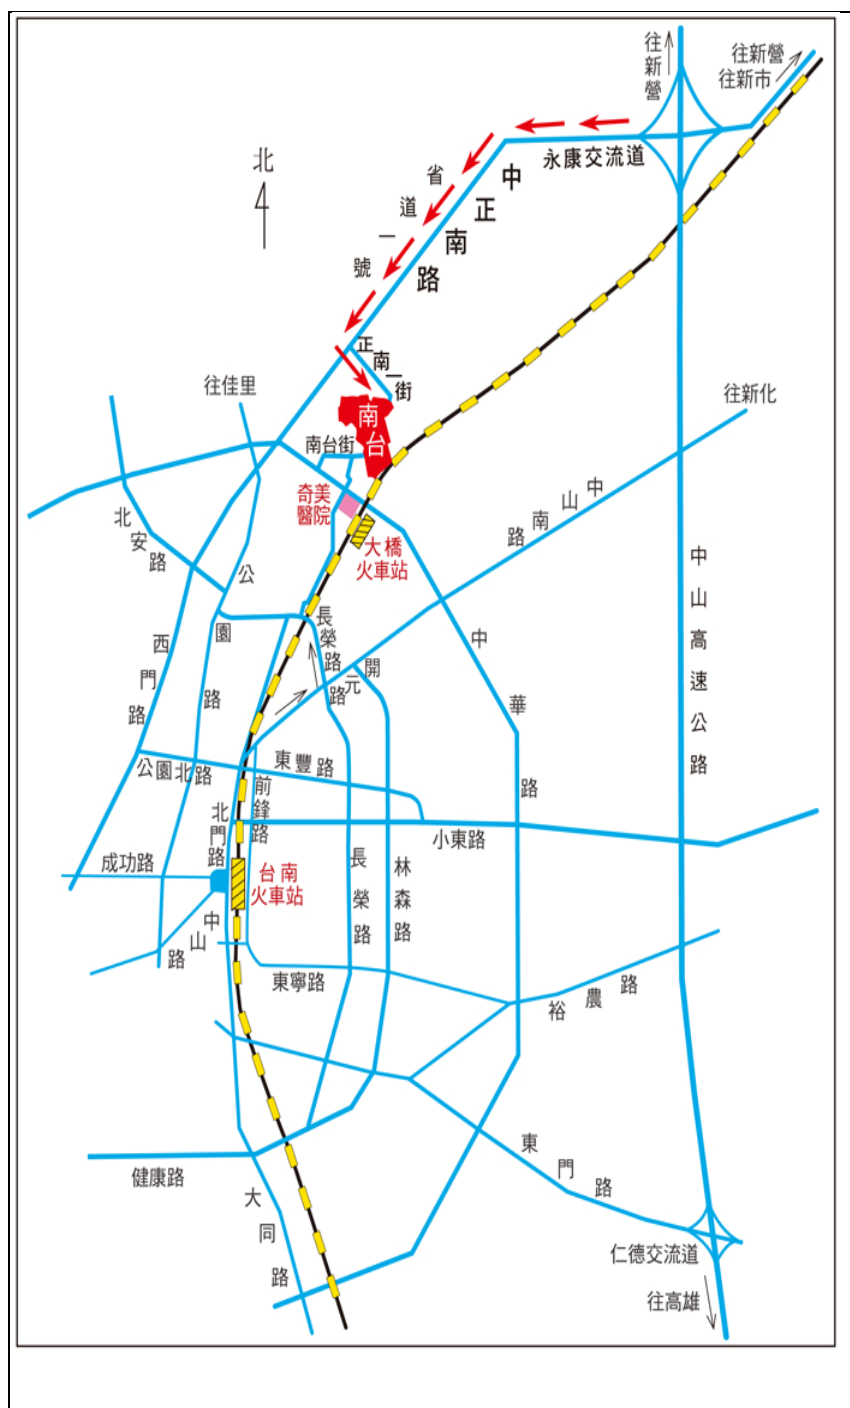 往新營
往新營
往新市
北
永康交流道
省道一號
中正南路
正南一街
往佳里
往新化
南台
南台街
奇美
醫院
大橋
火車站
北安路
公園路
西門路
長榮路
中山南路
開元路
中華路
中山高速公路
公園北路
東豐路
前鋒路
北門路
小東路
成功路
台南
火車站
長榮路
林森路
中山路
東寧路
裕農路
健康路
東門路
大同路
仁德交流道
往高雄